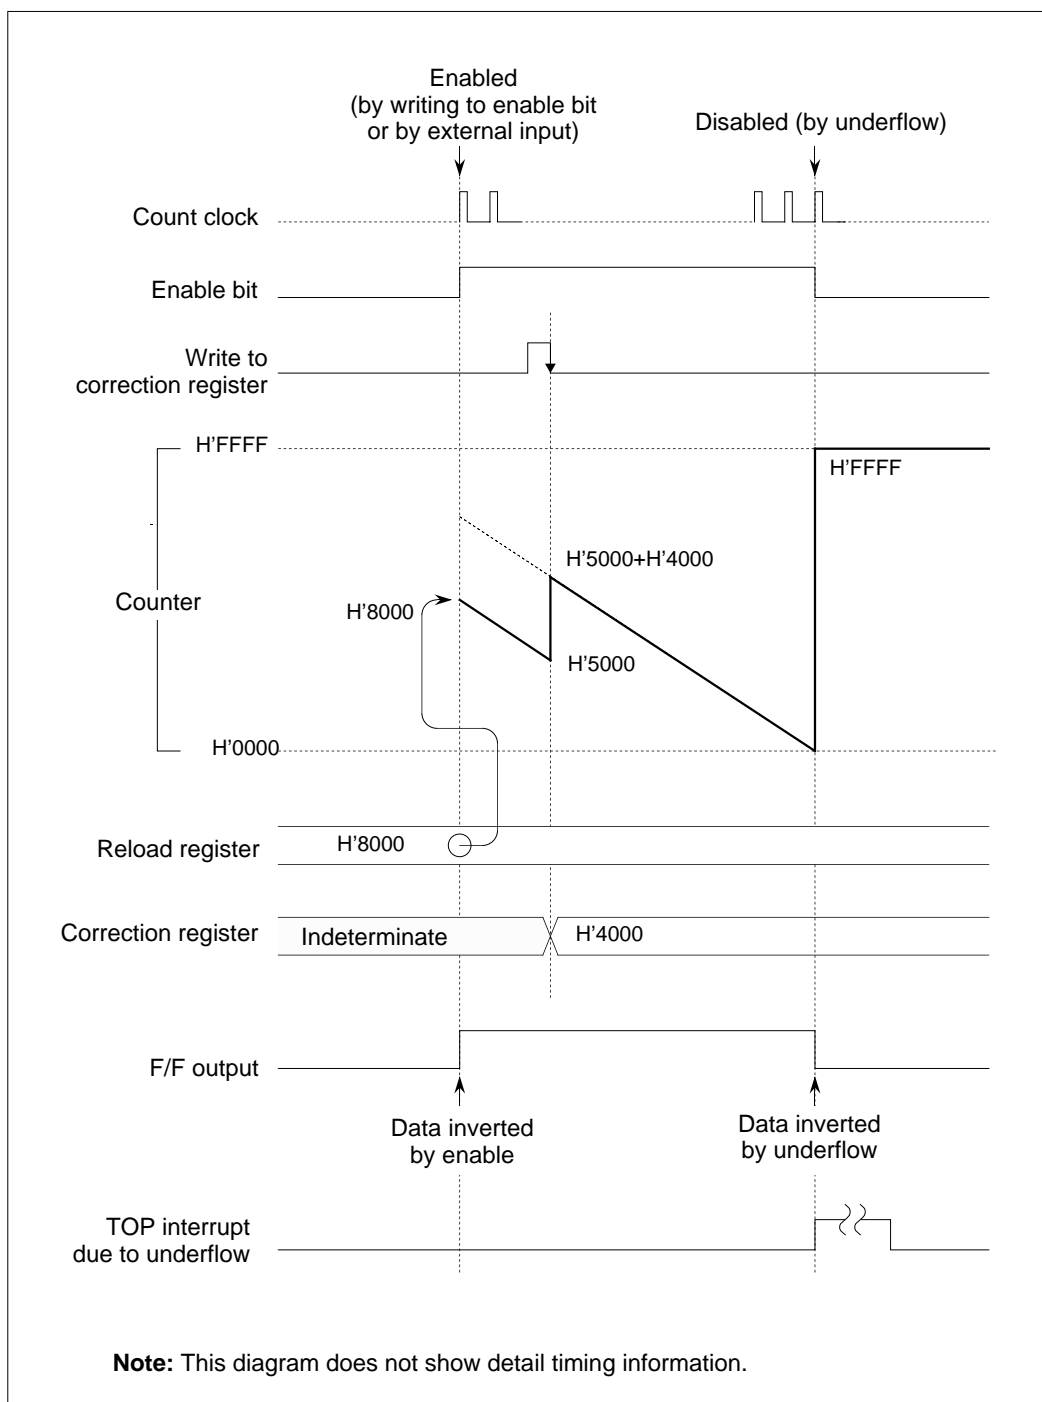 Enabled
(by writing to enable bit
or by external input)
Disabled (by underflow)
Count clock
Enable bit
Write to
correction register
H’FFFF
H’FFFF
H’5000+H’4000
Counter
H’8000
H’5000
H’0000
Reload register
H’8000
Correction register
Indeterminate
H’4000
F/F output
Data inverted
by enable
Data inverted
by underflow
TOP interrupt
due to underflow
Note: This diagram does not show detail timing information.